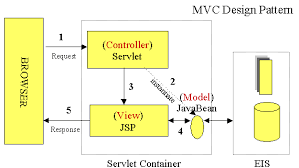 MVC Design Pattern
BROWSER
1
Request
(Controller)
Servlet
2
instantiate
(Model)
JavaBean
3
5
Response
(View)
JSP
4
Servlet Container
EIS